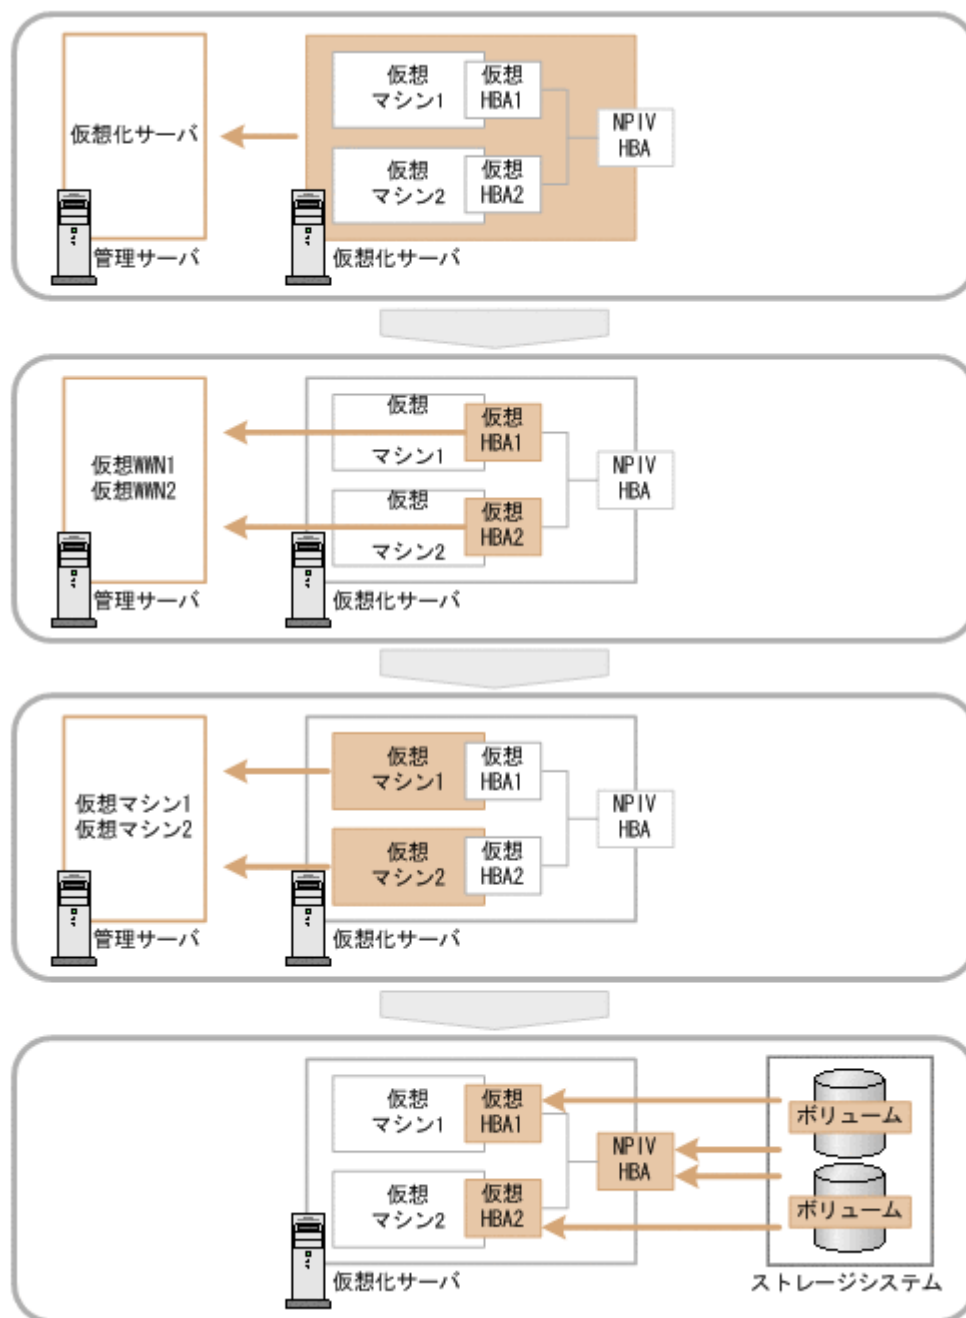 仮想化サーバ
仮想
マシン1
仮想
HBA1
仮想
マシン2
仮想
HBA2
NPIV
HBA
管理サーバ
仮想化サーバ
仮想WWN1
仮想WWN2
仮想
マシン1
仮想
HBA1
仮想
マシン2
仮想
HBA2
NPIV
HBA
管理サーバ
仮想化サーバ
仮想マシン1
仮想マシン2
仮想
マシン1
仮想
HBA1
仮想
マシン2
仮想
HBA2
NPIV
HBA
管理サーバ
仮想化サーバ
仮想
マシン1
仮想
HBA1
仮想
マシン2
仮想
HBA2
NPIV
HBA
ボリューム
ボリューム
仮想化サーバ
ストレージシステム